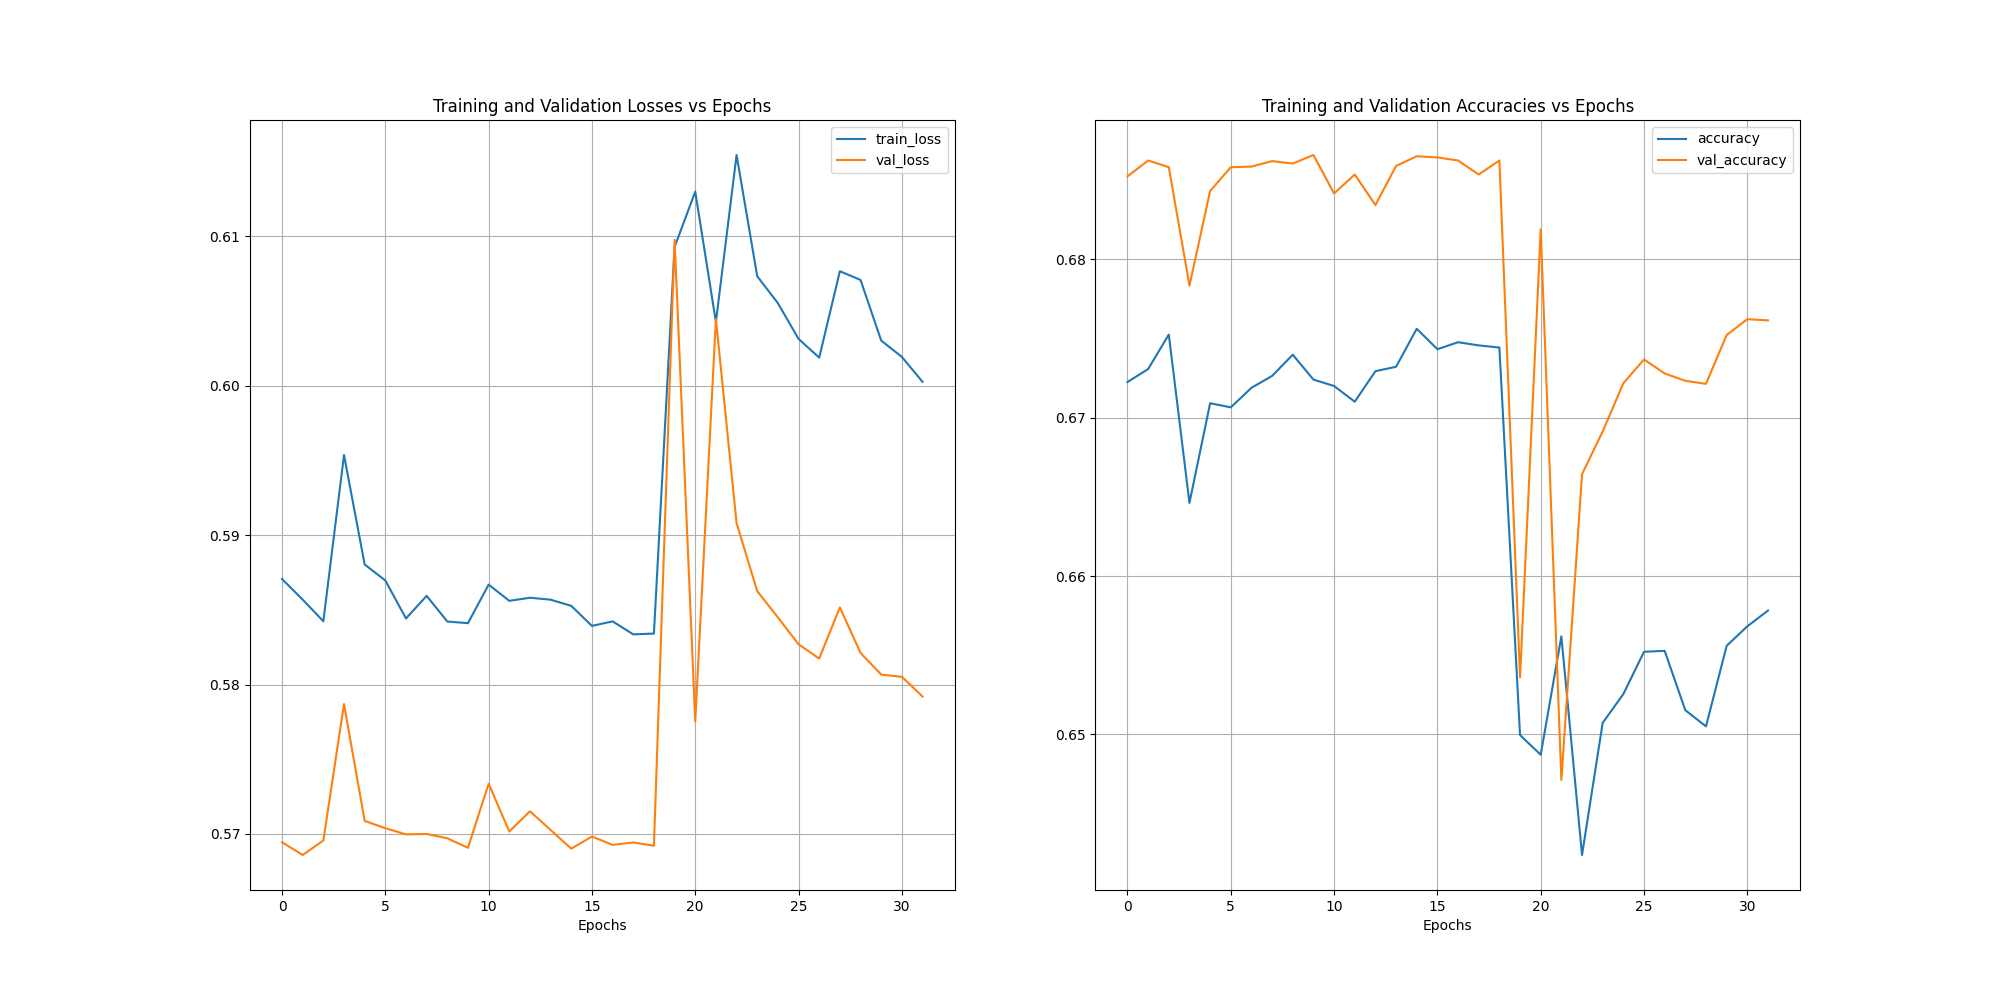 Training and Validation Losses vs Epochs
train_loss
val_loss
0.61
0.60
0.59
0.58
0.57
0 5 10 15 20 25 30
Epochs
Training and Validation Accuracies vs Epochs
accuracy
val_accuracy
0.68
0.67
0.66
0.65
0 5 10 15 20 25 30
Epochs